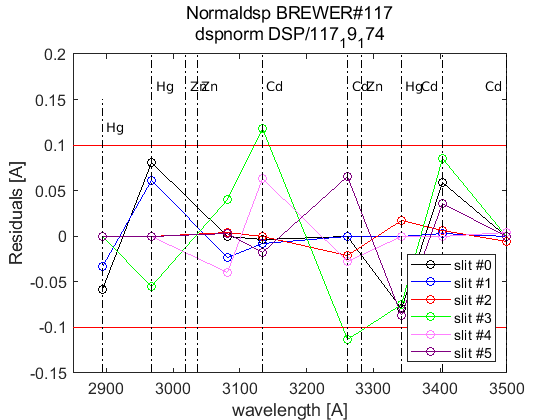 Normaldsp BREWER#117
dspnorm DSP/117₁9₁74
0.2
0.15
0.1
0.05
0
-0.05
-0.1
-0.15
Residuals [A]
Hg
Hg
Zn
Zn
Cd
Cd
Zn
Hg
Cd
Cd
slit #0
slit #1
slit #2
slit #3
slit #4
slit #5
2900 3000 3100 3200 3300 3400 3500
wavelength [A]